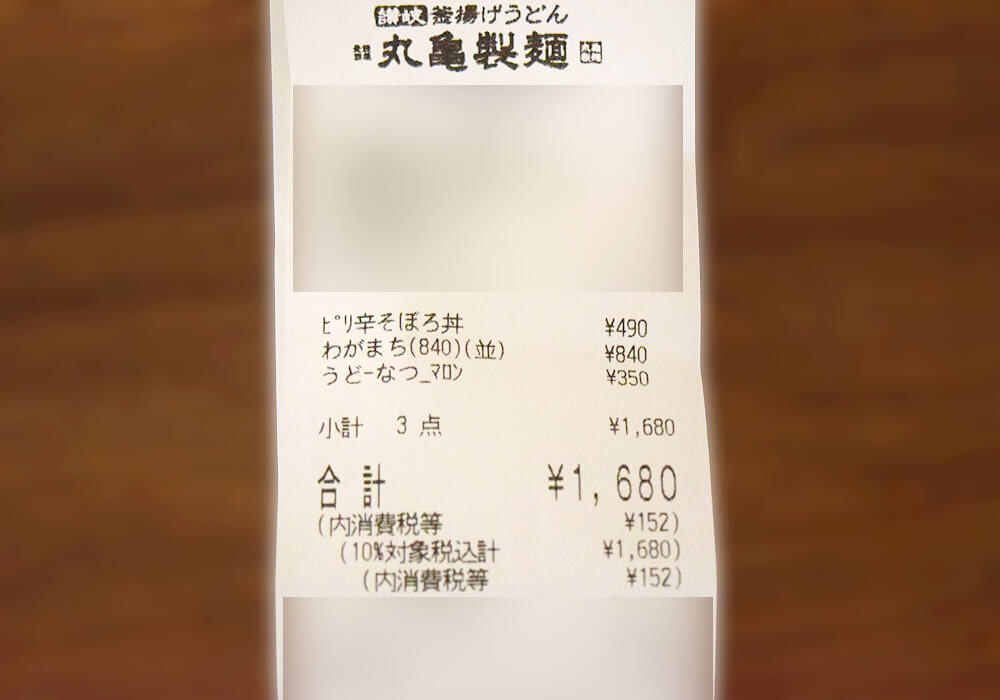 讃岐釜揚げうどん
丸亀製麺
ﾋﾟﾘ辛そぼろ丼 ¥490
わがまち(840)(並) ¥840
うどーなつ_ﾏﾛﾝ ¥350
小計 3点 ¥1,680
合計 ¥1,680
(内消費税等 ¥152)
(10%対象税込計 ¥1,680)
(内消費税等 ¥152)